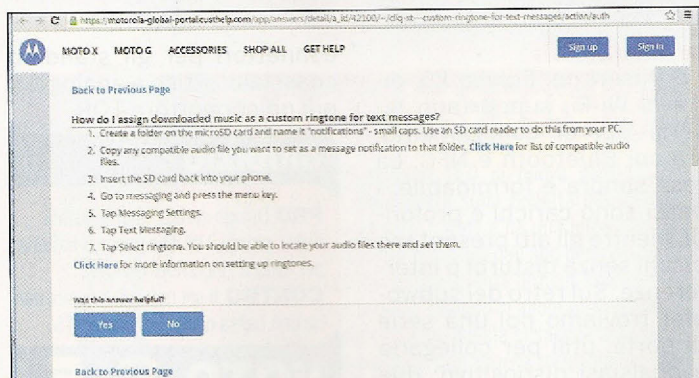 https://motorola-global-portal.custhelp.com/app/answers/detail/a_id/42100/~/cliq-st---custom-ringtone-for-text-messages/action/auth
MOTO X MOTO G ACCESSORIES SHOP ALL GET HELP Sign up Sign In
Back to Previous Page
How do I assign downloaded music as a custom ringtone for text messages?
1. Create a folder on the microSD card and name it "notifications" - small caps. Use an SD card reader to do this from your PC.
2. Copy any compatible audio file you want to set as a message notification to that folder. Click Here for list of compatible audio
files.
3. Insert the SD card back into your phone.
4. Go to messaging and press the menu key.
5. Tap Messaging Settings.
6. Tap Text Messaging.
7. Tap Select ringtone. You should be able to locate your audio files there and set them.
Click Here for more information on setting up ringtones.
Was this answer helpful?
Yes No
Back to Previous Page